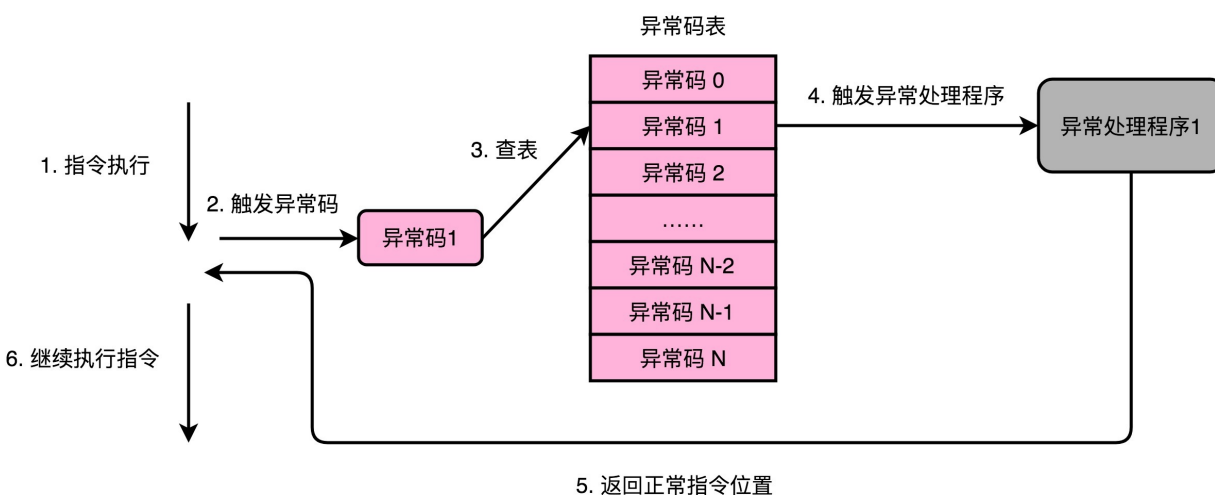 异常码表
异常码 0
异常码 1
异常码 2
……
异常码 N-2
异常码 N-1
异常码 N
1. 指令执行
2. 触发异常码
异常码1
3. 查表
4. 触发异常处理程序
异常处理程序1
6. 继续执行指令
5. 返回正常指令位置